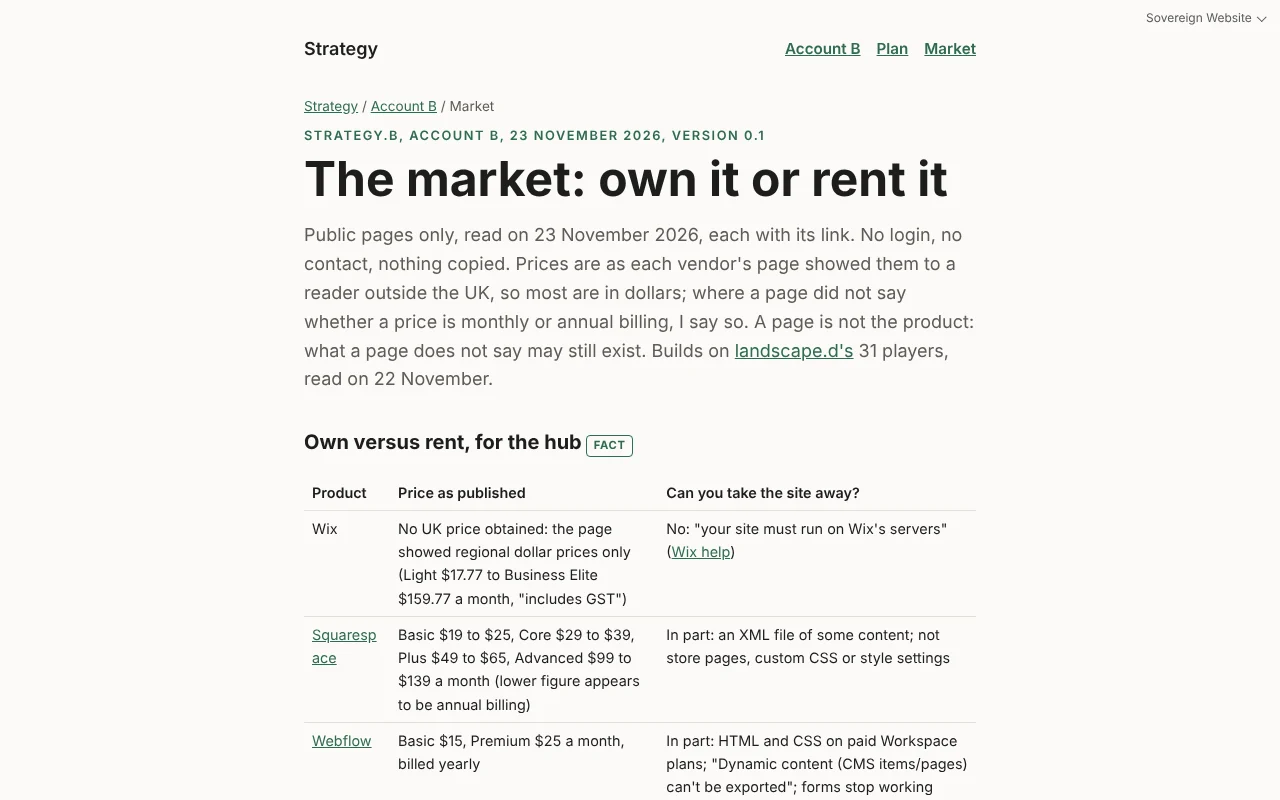 Sovereign Website
Strategy
Account B Plan Market
Strategy / Account B / Market
STRATEGY.B, ACCOUNT B, 23 NOVEMBER 2026, VERSION 0.1
The market: own it or rent it
Public pages only, read on 23 November 2026, each with its link. No login, no
contact, nothing copied. Prices are as each vendor's page showed them to a
reader outside the UK, so most are in dollars; where a page did not say
whether a price is monthly or annual billing, I say so. A page is not the product:
what a page does not say may still exist. Builds on landscape.d's 31 players,
read on 22 November.
Own versus rent, for the hub FACT
Product Price as published Can you take the site away?
Wix
No UK price obtained: the page
showed regional dollar prices only
(Light $17.77 to Business Elite
$159.77 a month, "includes GST")
No: "your site must run on Wix's servers"
(Wix help)
Squaresp
ace
Basic $19 to $25, Core $29 to $39,
Plus $49 to $65, Advanced $99 to
$139 a month (lower figure appears
to be annual billing)
In part: an XML file of some content; not
store pages, custom CSS or style settings
Webflow
Basic $15, Premium $25 a month,
billed yearly
In part: HTML and CSS on paid Workspace
plans; "Dynamic content (CMS items/pages)
can't be exported"; forms stop working